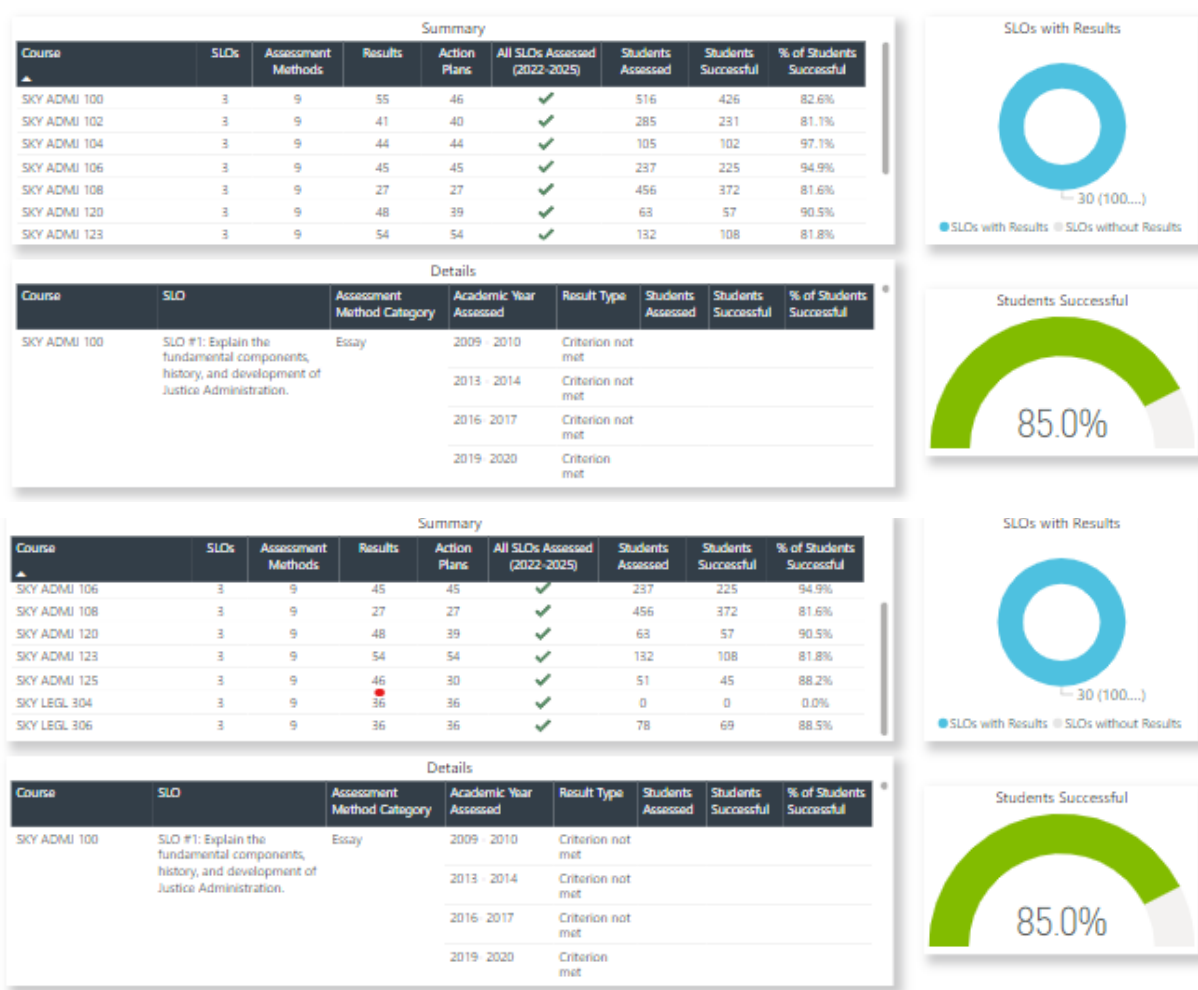 Summary
Course SLOs Assessment Methods Results Action Plans All SLOs Assessed (2022-2025) Students Assessed Students Successful % of Students Successful
SKY ADMJ 100 3 9 55 46 ✔ 516 426 82.6%
SKY ADMJ 102 3 9 41 40 ✔ 285 231 81.1%
SKY ADMJ 104 3 9 44 44 ✔ 105 102 97.1%
SKY ADMJ 106 3 9 45 45 ✔ 237 225 94.9%
SKY ADMJ 108 3 9 27 27 ✔ 456 372 81.6%
SKY ADMJ 120 3 9 48 39 ✔ 63 57 90.5%
SKY ADMJ 123 3 9 54 54 ✔ 132 108 81.8%
SLOs with Results
30 (100....)
SLOs with Results SLOs without Results
Details
Course SLO Assessment Method Category Academic Year Assessed Result Type Students Assessed Students Successful % of Students Successful
SKY ADMJ 100 SLO #1: Explain the Essay 2009 - 2010 Criterion not
fundamental components, met
history, and development of 2013 - 2014 Criterion not
Justice Administration. met
2016- 2017 Criterion not
met
2019- 2020 Criterion
met
Students Successful
85.0%
Summary
Course SLOs Assessment Methods Results Action Plans All SLOs Assessed (2022-2025) Students Assessed Students Successful % of Students Successful
SKY ADMJ 106 3 9 45 45 ✔ 237 225 94.9%
SKY ADMJ 108 3 9 27 27 ✔ 456 372 81.6%
SKY ADMJ 120 3 9 48 39 ✔ 63 57 90.5%
SKY ADMJ 123 3 9 54 54 ✔ 132 108 81.8%
SKY ADMJ 125 3 9 46 30 ✔ 51 45 88.2%
SKY LEGL 304 3 9 36 36 ✔ 0 0 0.0%
SKY LEGL 306 3 9 36 36 ✔ 78 69 88.5%
SLOs with Results
30 (100....)
SLOs with Results SLOs without Results
Details
Course SLO Assessment Method Category Academic Year Assessed Result Type Students Assessed Students Successful % of Students Successful
SKY ADMJ 100 SLO #1: Explain the Essay 2009 - 2010 Criterion not
fundamental components, met
history, and development of 2013 - 2014 Criterion not
Justice Administration. met
2016- 2017 Criterion not
met
2019- 2020 Criterion
met
Students Successful
85.0%